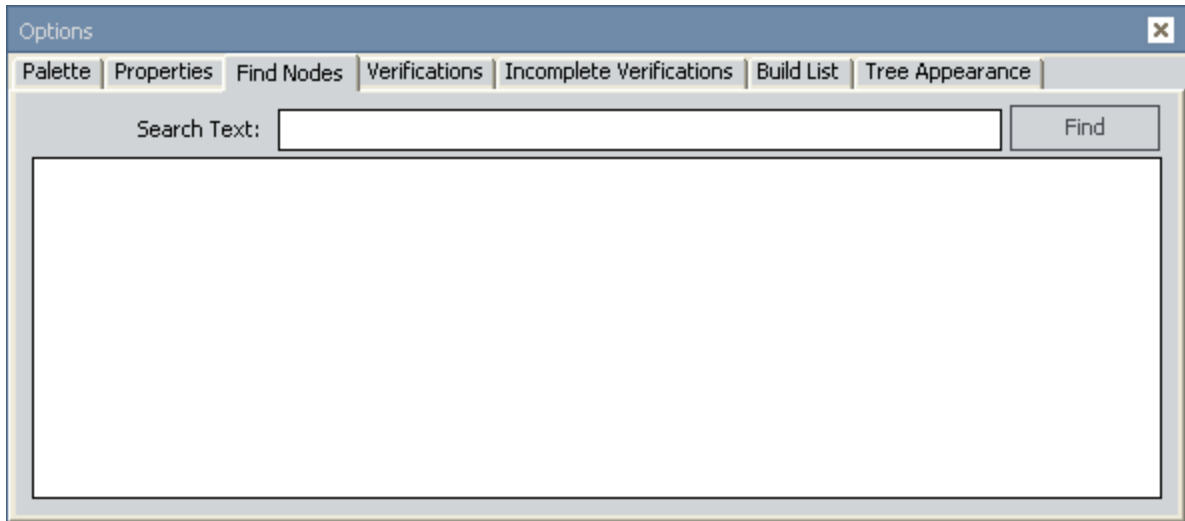 Options
Palette Properties Find Nodes Verifications Incomplete Verifications Build List Tree Appearance
Search Text: Find